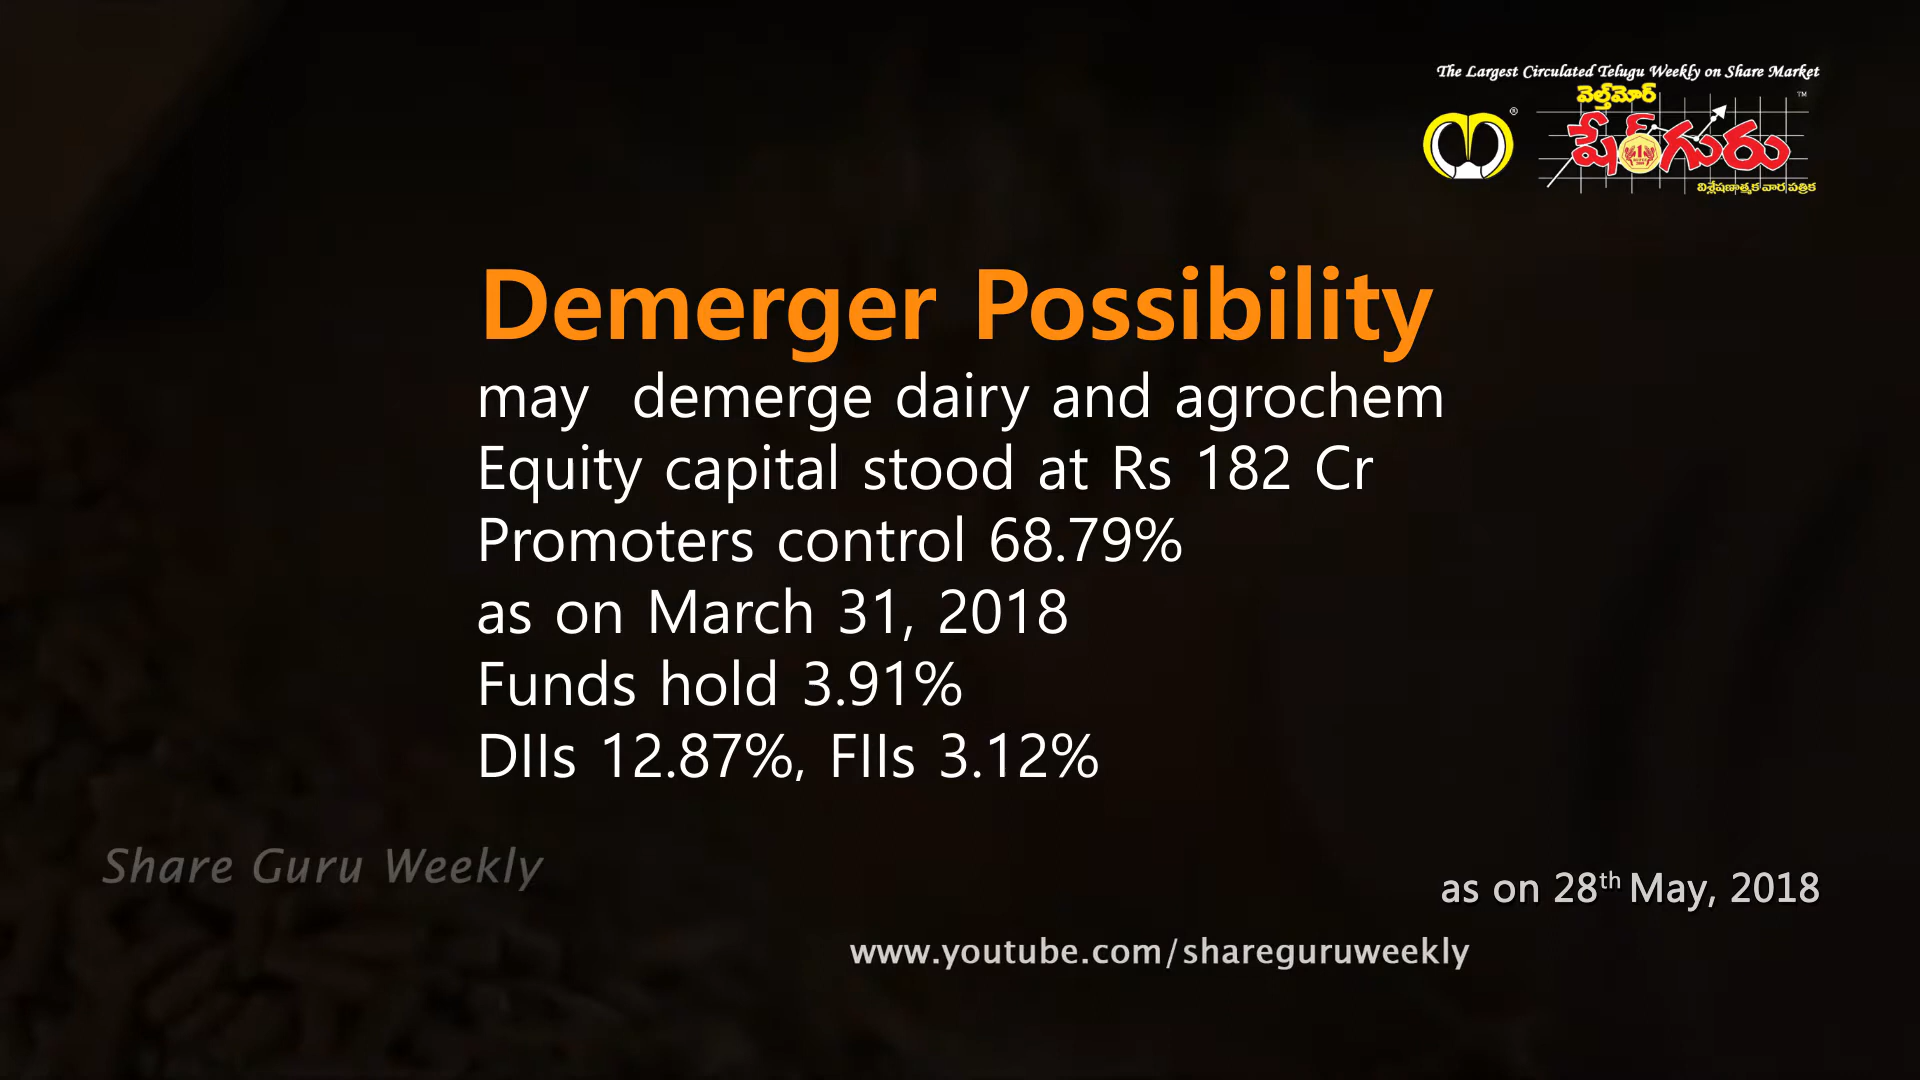 The Largest Circulated Telugu Weekly on Share Market
వెల్త్‌మోర్
షేర్‌గురు
విశ్లేషణాత్మక వార పత్రిక
Demerger Possibility
may demerge dairy and agrochem
Equity capital stood at Rs 182 Cr
Promoters control 68.79%
as on March 31, 2018
Funds hold 3.91%
DIIs 12.87%, FIIs 3.12%
Share Guru Weekly
as on 28th May, 2018
www.youtube.com/shareguruweekly